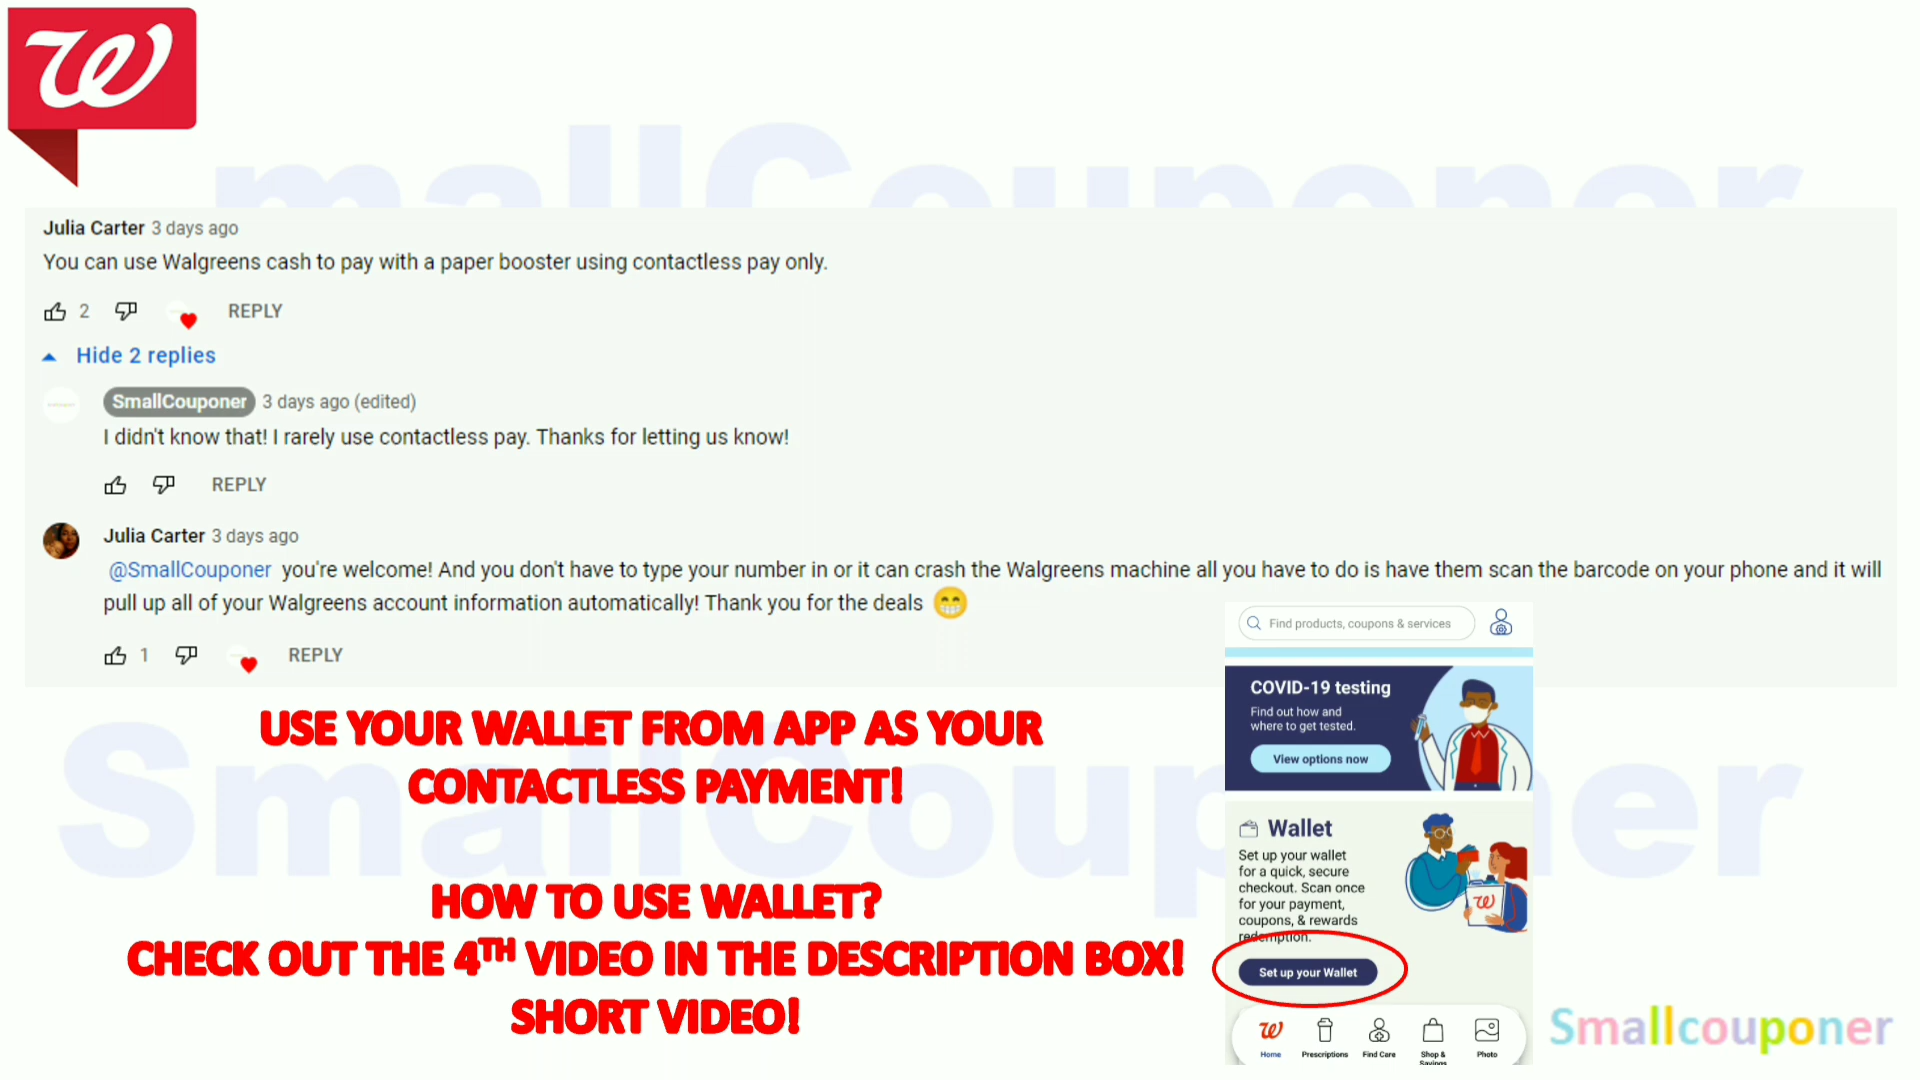 mallCouponer
Julia Carter 3 days ago
You can use Walgreens cash to pay with a paper booster using contactless pay only.
2 REPLY
Hide 2 replies
SmallCouponer 3 days ago (edited)
I didn't know that! I rarely use contactless pay. Thanks for letting us know!
REPLY
Julia Carter 3 days ago
@SmallCouponer you're welcome! And you don't have to type your number in or it can crash the Walgreens machine all you have to do is have them scan the barcode on your phone and it will
pull up all of your Walgreens account information automatically! Thank you for the deals 😁
1 REPLY
SmallCouponer
USE YOUR WALLET FROM APP AS YOUR
CONTACTLESS PAYMENT!
HOW TO USE WALLET?
CHECK OUT THE 4TH VIDEO IN THE DESCRIPTION BOX!
SHORT VIDEO!
Find products, coupons & services
COVID-19 testing
Find out how and
where to get tested.
View options now
Wallet
Set up your wallet
for a quick, secure
checkout. Scan once
for your payment,
coupons, & rewards
redemption.
Set up your Wallet
Home Prescriptions Find Care Shop & Photo
Savings
Smallcouponer